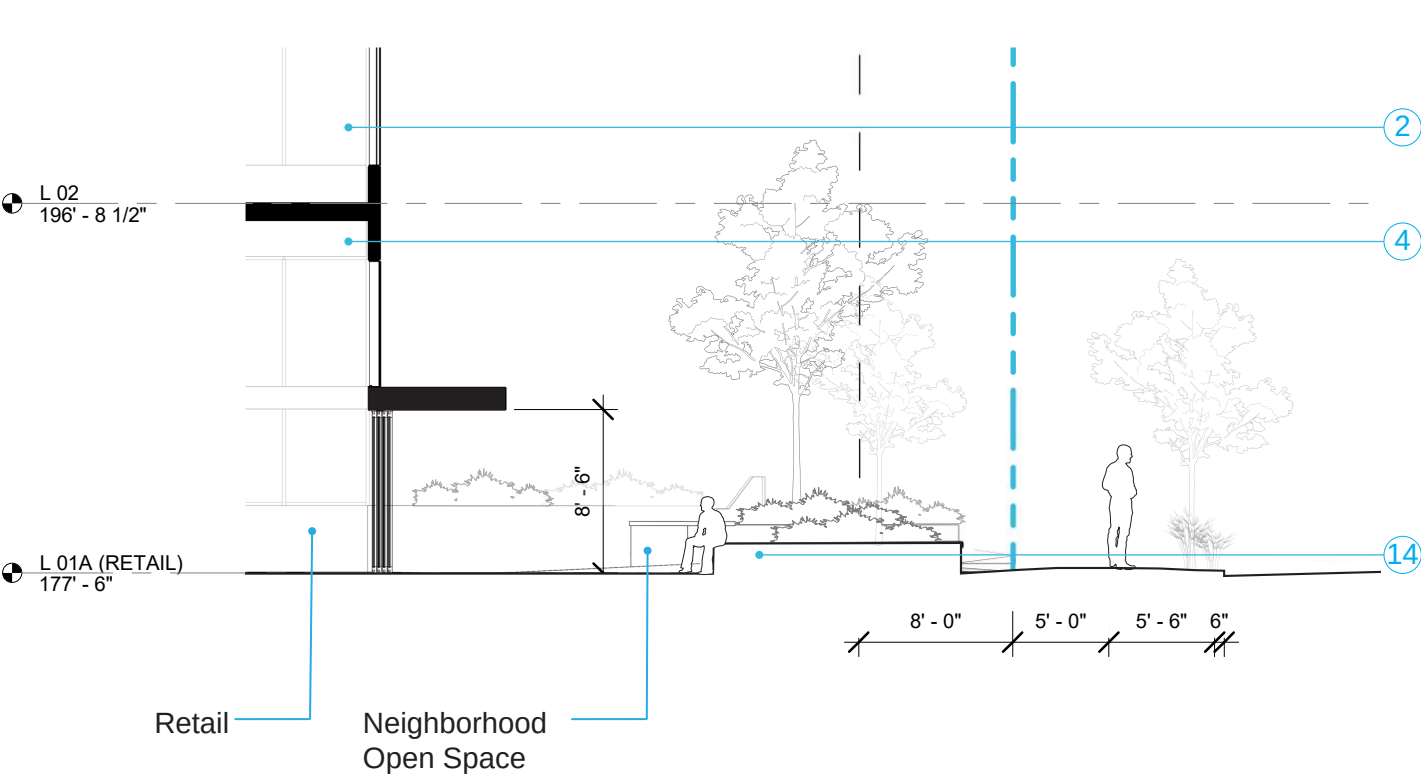 2
L 02
196' - 8 1/2"
4
8' - 6"
L 01A (RETAIL)
177' - 6"
14
8' - 0" 5' - 0" 5' - 6" 6"
Retail
Neighborhood
Open Space